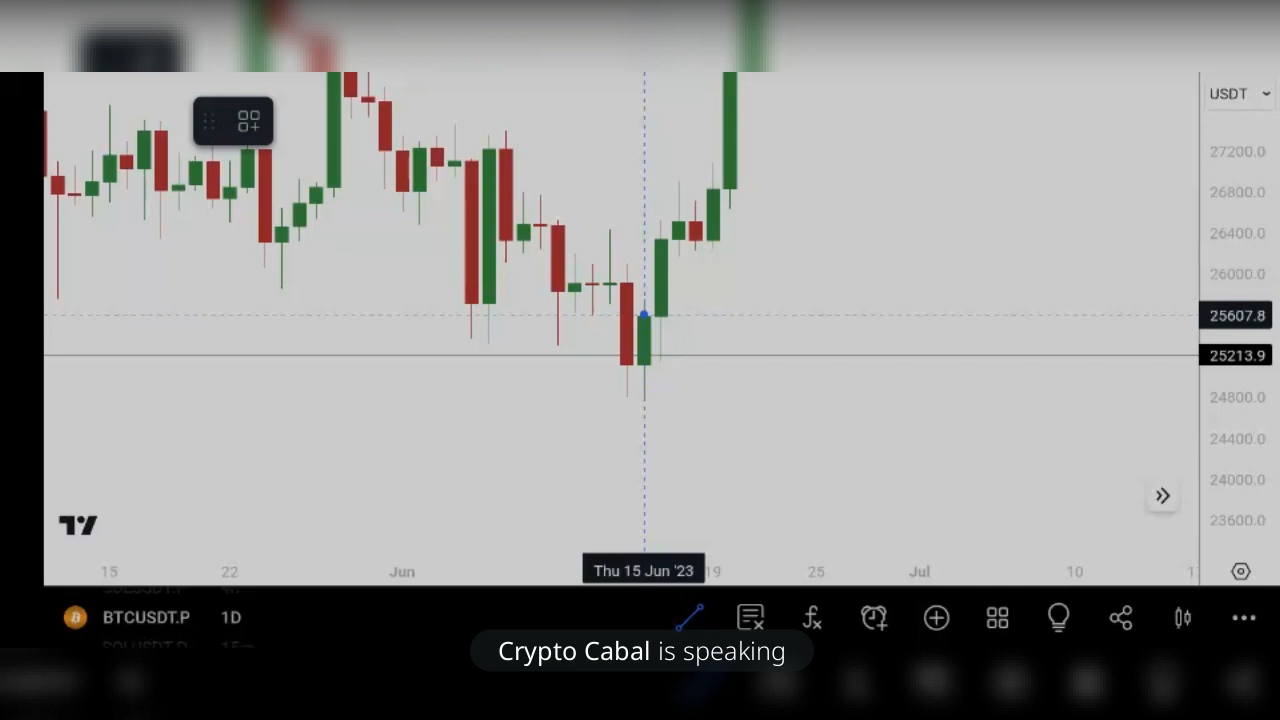 USDT
27200.0
26800.0
26400.0
26000.0
25607.8
25213.9
24800.0
24400.0
24000.0
23600.0
15 22 Jun Thu 15 Jun '23 19 25 Jul 10
BTCUSDT.P 1D
Crypto Cabal is speaking